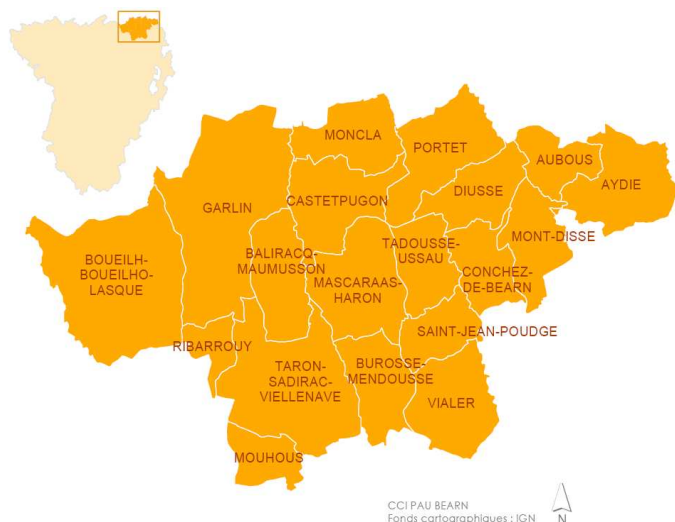 MONCLA
PORTET
AUBOUS
AYDIE
DIUSSE
CASTETPUGON
GARLIN
MONT-DISSE
TADOUSSE-
USSAU
BALIRACQ-
MAUMUSSON
BOUEILH-
BOUEILHO-
LASQUE
MASCARAAS-
HARON
CONCHEZ-
DE-BEARN
SAINT-JEAN-POUDGE
RIBARROUY
BUROSSE-
MENDOUSSE
TARON-
SADIRAC-
VIELLENAVE
VIALER
MOUHOUS
CCI PAU BEARN
Fonds cartographiques : IGN
N